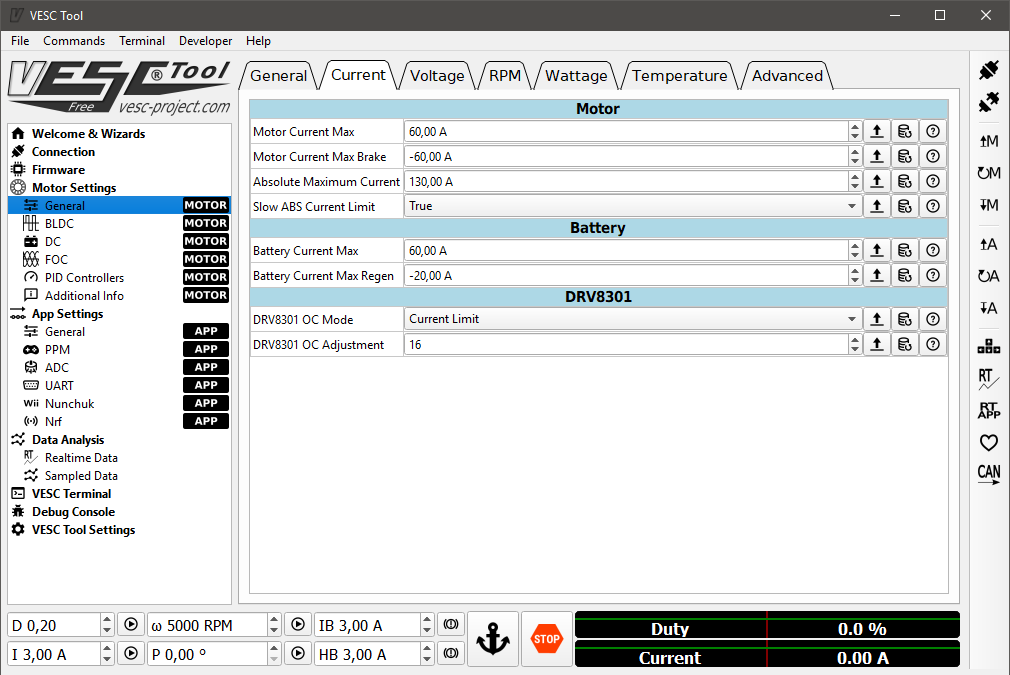 VESC Tool
File Commands Terminal Developer Help
VESC® Tool
Free vesc-project.com
Welcome & Wizards
Connection
Firmware
Motor Settings
General MOTOR
BLDC MOTOR
DC MOTOR
FOC MOTOR
PID Controllers MOTOR
Additional Info MOTOR
App Settings
General APP
PPM APP
ADC APP
UART APP
Wii Nunchuk APP
Nrf APP
Data Analysis
RT Realtime Data
Sampled Data
VESC Terminal
Debug Console
VESC Tool Settings
General Current Voltage RPM Wattage Temperature Advanced
Motor
Motor Current Max 60,00 A
Motor Current Max Brake -60,00 A
Absolute Maximum Current 130,00 A
Slow ABS Current Limit True
Battery
Battery Current Max 60,00 A
Battery Current Max Regen -20,00 A
DRV8301
DRV8301 OC Mode Current Limit
DRV8301 OC Adjustment 16
M
M
M
A
A
A
RT
RT
APP
CAN
D 0,20 ω 5000 RPM IB 3,00 A
I 3,00 A P 0,00 ° HB 3,00 A
STOP
Duty 0.0 %
Current 0.00 A